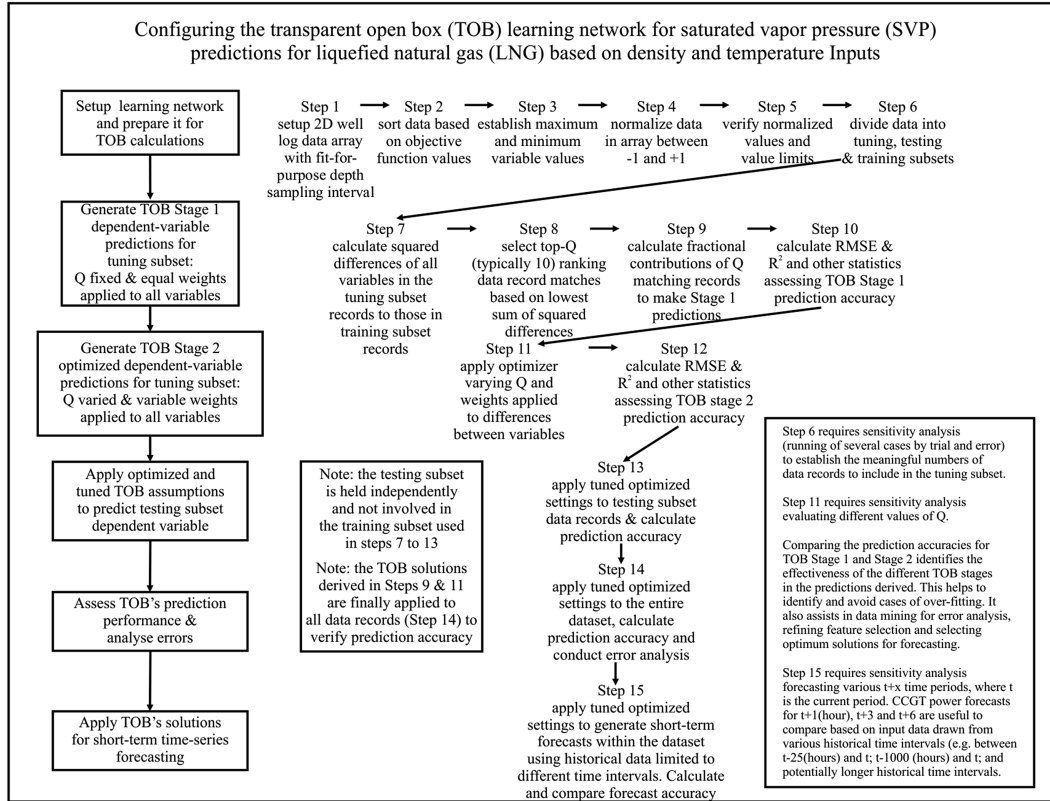 Configuring the transparent open box (TOB) learning network for saturated vapor pressure (SVP)
predictions for liquefied natural gas (LNG) based on density and temperature Inputs
Setup learning network
and prepare it for
TOB calculations
Generate TOB Stage 1
dependent-variable
predictions for
tuning subset:
Q fixed & equal weights
applied to all variables
Generate TOB Stage 2
optimized dependent-variable
predictions for tuning subset:
Q varied & variable weights
applied to all variables
Apply optimized and
tuned TOB assumptions
to predict testing subset
dependent variable
Assess TOB's prediction
performance &
analyse errors
Apply TOB's solutions
for short-term time-series
forecasting
Step 1
setup 2D well
log data array
with fit-for-
purpose depth
sampling interval
Step 2
sort data based
on objective
function values
Step 3
establish maximum
and minimum
variable values
Step 4
normalize data
in array between
-1 and +1
Step 5
verify normalized
values and
value limits
Step 6
divide data into
tuning, testing
& training subsets
Step 7
calculate squared
differences of all
variables in the
tuning subset
records to those in
training subset
records
Step 8
select top-Q
(typically 10) ranking
data record matches
based on lowest
sum of squared
differences
Step 9
calculate fractional
contributions of Q
matching records
to make Stage 1
predictions
Step 10
calculate RMSE &
R² and other statistics
assessing TOB Stage 1
prediction accuracy
Step 11
apply optimizer
varying Q and
weights applied
to differences
between variables
Step 12
calculate RMSE &
R² and other statistics
assessing TOB stage 2
prediction accuracy
Step 13
apply tuned optimized
settings to testing subset
data records & calculate
prediction accuracy
Step 14
apply tuned optimized
settings to the entire
dataset, calculate
prediction accuracy and
conduct error analysis
Step 15
apply tuned optimized
settings to generate short-term
forecasts within the dataset
using historical data limited to
different time intervals. Calculate
and compare forecast accuracy
Note: the testing subset
is held independently
and not involved in
the training subset used
in steps 7 to 13
Note: the TOB solutions
derived in Steps 9 & 11
are finally applied to
all data records (Step 14) to
verify prediction accuracy
Step 6 requires sensitivity analysis
(running of several cases by trial and error)
to establish the meaningful numbers of
data records to include in the tuning subset.
Step 11 requires sensitivity analysis
evaluating different values of Q.
Comparing the prediction accuracies for
TOB Stage 1 and Stage 2 identifies the
effectiveness of the different TOB stages
in the predictions derived. This helps to
identify and avoid cases of over-fitting. It
also assists in data mining for error analysis,
refining feature selection and selecting
optimum solutions for forecasting.
Step 15 requires sensitivity analysis
forecasting various t+x time periods, where t
is the current period. CCGT power forecasts
for t+1(hour), t+3 and t+6 are useful to
compare based on input data drawn from
various historical time intervals (e.g. between
t-25(hours) and t; t-1000 (hours) and t; and
potentially longer historical time intervals.